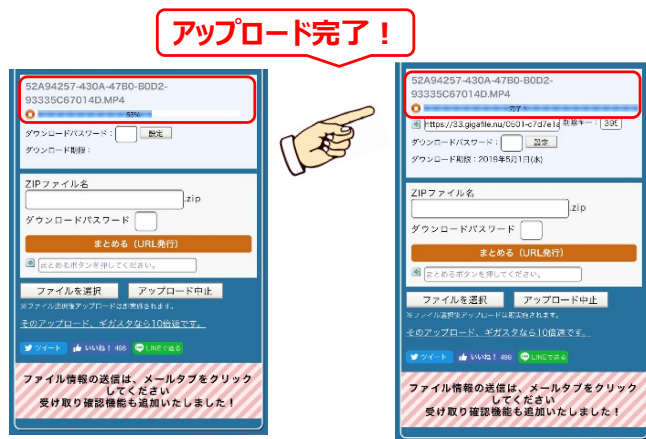 アップロード完了！
52A94257-430A-47B0-B0D2-
93335C67014D.MP4
53%
ダウンロードパスワード： 設定
ダウンロード期限：
ZIPファイル名
.zip
ダウンロードパスワード
まとめる（URL発行）
まとめるボタンを押してください。
ファイルを選択 アップロード中止
※ファイル選択後アップロードは即実施されます。
そのアップロード、ギガスタなら10倍速です。
ツイート いいね！ 486 LINEで送る
ファイル情報の送信は、メールタブをクリック
してください
受け取り確認機能も追加いたしました！
52A94257-430A-47B0-B0D2-
93335C67014D.MP4
完了！
https://33.gigafile.nu/0501-c7d7e1a 削除キー：
ダウンロードパスワード： 設定
ダウンロード期限：2019年5月1日(水)
ZIPファイル名
.zip
ダウンロードパスワード
まとめる（URL発行）
まとめるボタンを押してください。
ファイルを選択 アップロード中止
※ファイル選択後アップロードは即実施されます。
そのアップロード、ギガスタなら10倍速です。
ツイート いいね！ 486 LINEで送る
ファイル情報の送信は、メールタブをクリック
してください
受け取り確認機能も追加いたしました！